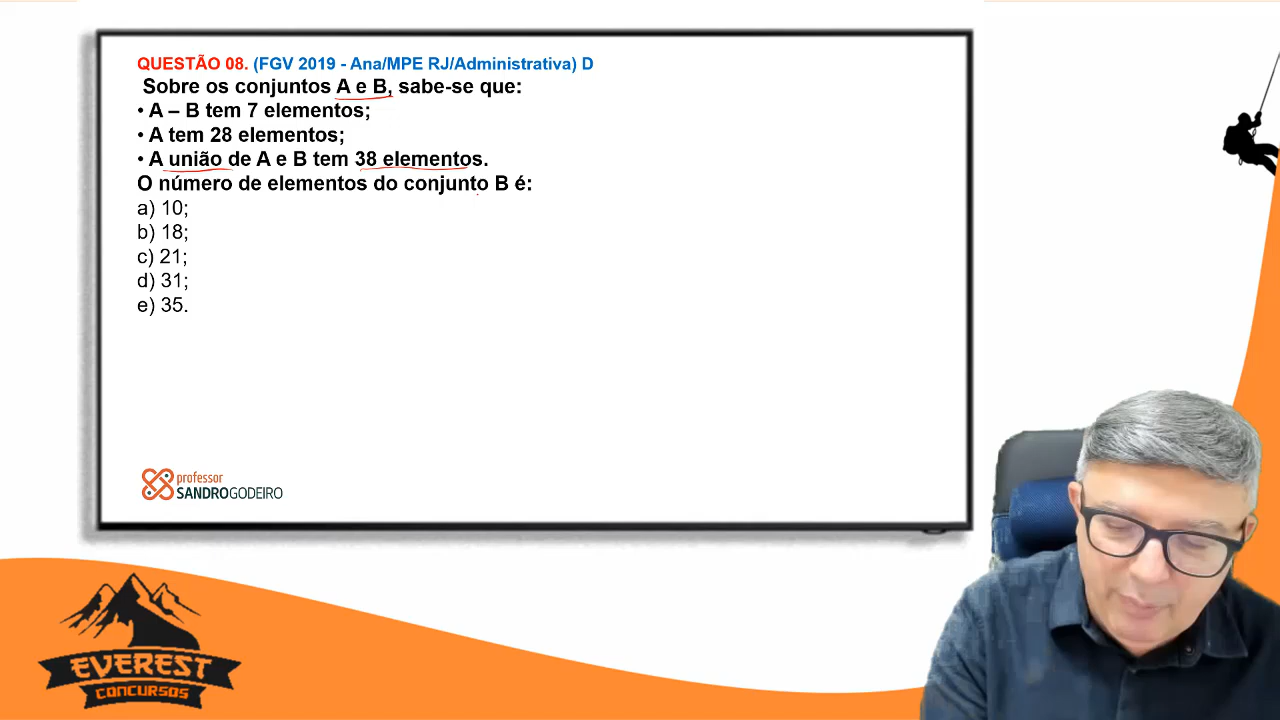 QUESTÃO 08. (FGV 2019 - Ana/MPE RJ/Administrativa) D
Sobre os conjuntos A e B, sabe-se que:
• A – B tem 7 elementos;
• A tem 28 elementos;
• A união de A e B tem 38 elementos.
O número de elementos do conjunto B é:
a) 10;
b) 18;
c) 21;
d) 31;
e) 35.
professor
SANDROGODEIRO
EVEREST
CONCURSOS